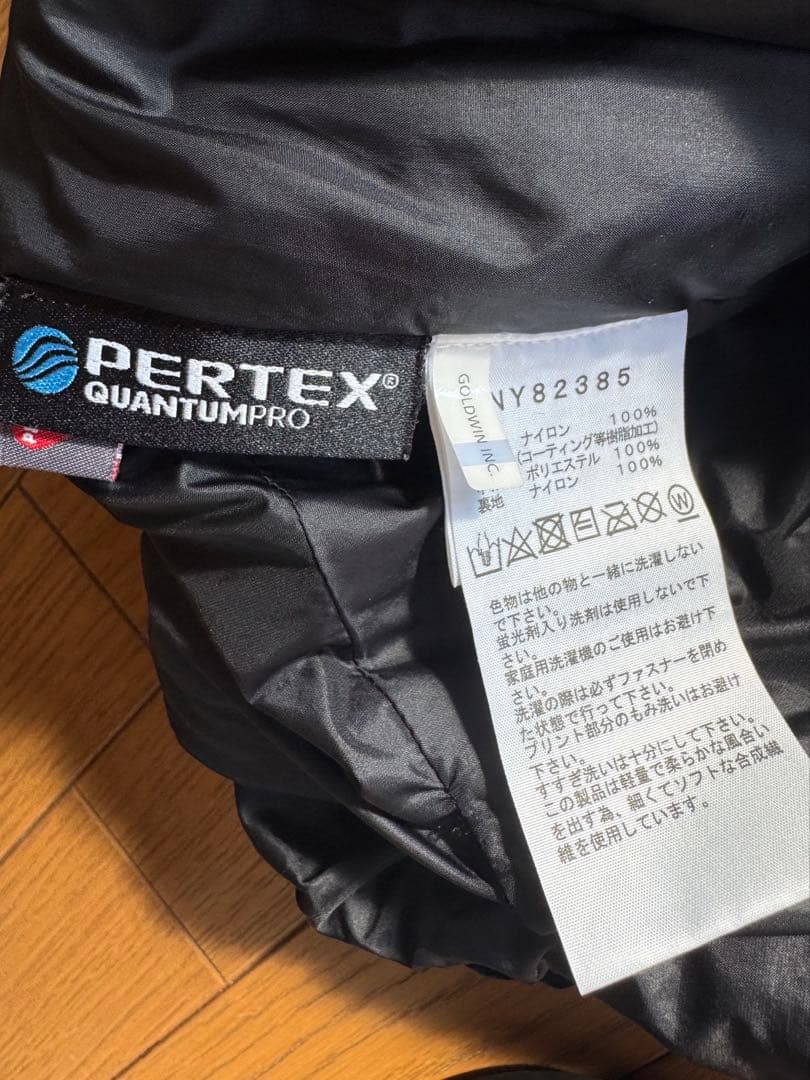 PERTEX®
QUANTUMPRO
GOLDWIN INC.
NY82385
ナイロン 100%
(コーティング等樹脂加工)
ポリエステル 100%
裏地 ナイロン 100%
W
色物は他の物と一緒に洗濯しない
で下さい。
蛍光剤入り洗剤は使用しないで下
さい。
家庭用洗濯機のご使用はお避け下
さい。
洗濯の際は必ずファスナーを閉め
た状態で行って下さい。
プリント部分のもみ洗いはお避け
下さい。
すすぎ洗いは十分にして下さい。
この製品は軽量で柔らかな風合い
を出す為、細くてソフトな合成繊
維を使用しています。